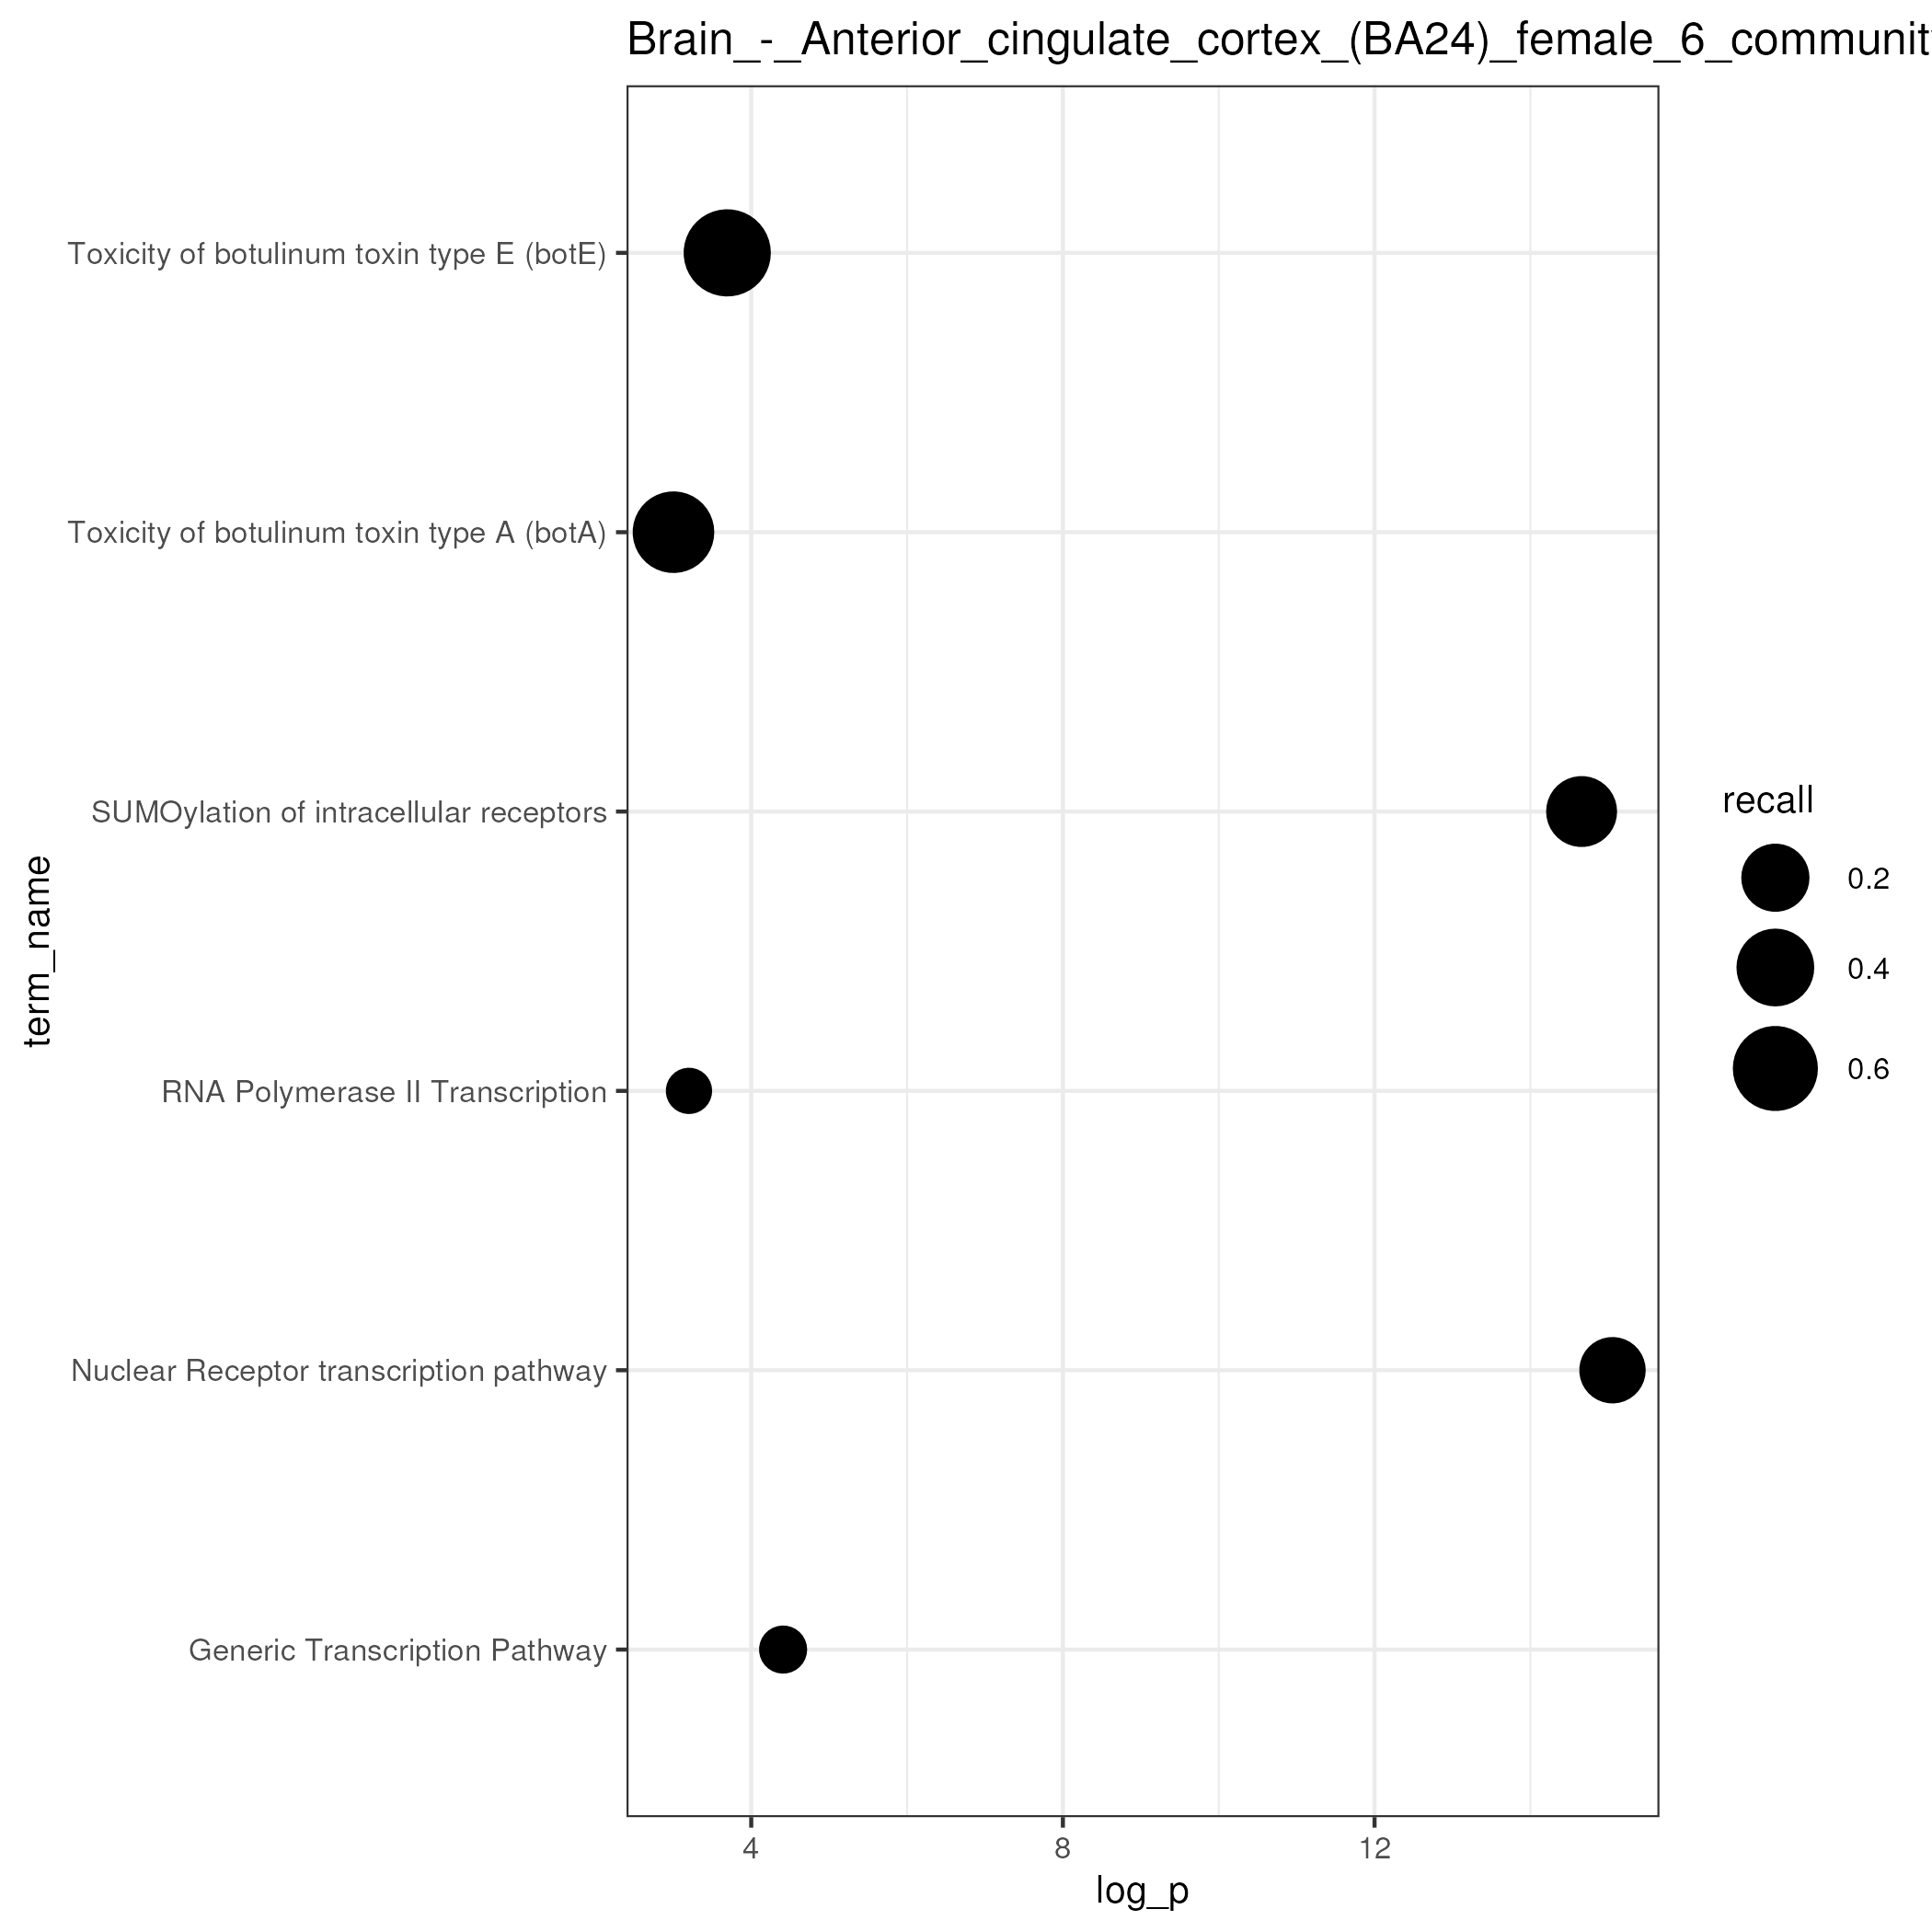 Brain_-_Anterior_cingulate_cortex_(BA24)_female_6_communit
Toxicity of botulinum toxin type E (botE)
Toxicity of botulinum toxin type A (botA)
SUMOylation of intracellular receptors
RNA Polymerase II Transcription
Nuclear Receptor transcription pathway
Generic Transcription Pathway
term_name
4
8
12
log_p
recall
0.2
0.4
0.6